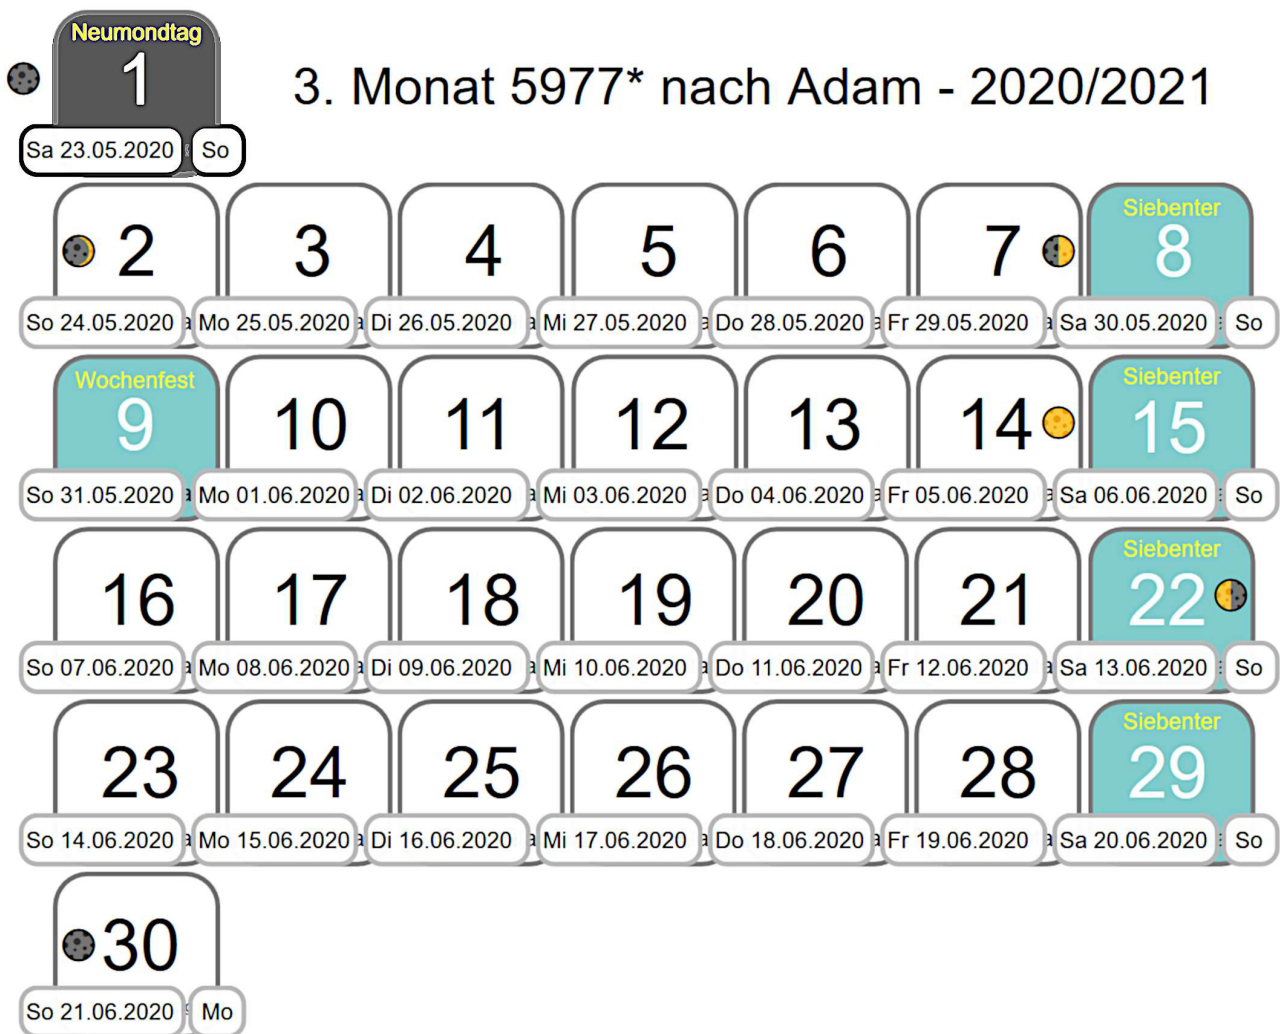 Neumondtag
1
3. Monat 5977* nach Adam - 2020/2021
Sa 23.05.2020 So
2 3 4 5 6 7 Siebenter 8
So 24.05.2020 Mo 25.05.2020 Di 26.05.2020 Mi 27.05.2020 Do 28.05.2020 Fr 29.05.2020 Sa 30.05.2020 So
Wochenfest 9 10 11 12 13 14 Siebenter 15
So 31.05.2020 Mo 01.06.2020 Di 02.06.2020 Mi 03.06.2020 Do 04.06.2020 Fr 05.06.2020 Sa 06.06.2020 So
16 17 18 19 20 21 Siebenter 22
So 07.06.2020 Mo 08.06.2020 Di 09.06.2020 Mi 10.06.2020 Do 11.06.2020 Fr 12.06.2020 Sa 13.06.2020 So
23 24 25 26 27 28 Siebenter 29
So 14.06.2020 Mo 15.06.2020 Di 16.06.2020 Mi 17.06.2020 Do 18.06.2020 Fr 19.06.2020 Sa 20.06.2020 So
30
So 21.06.2020 Mo